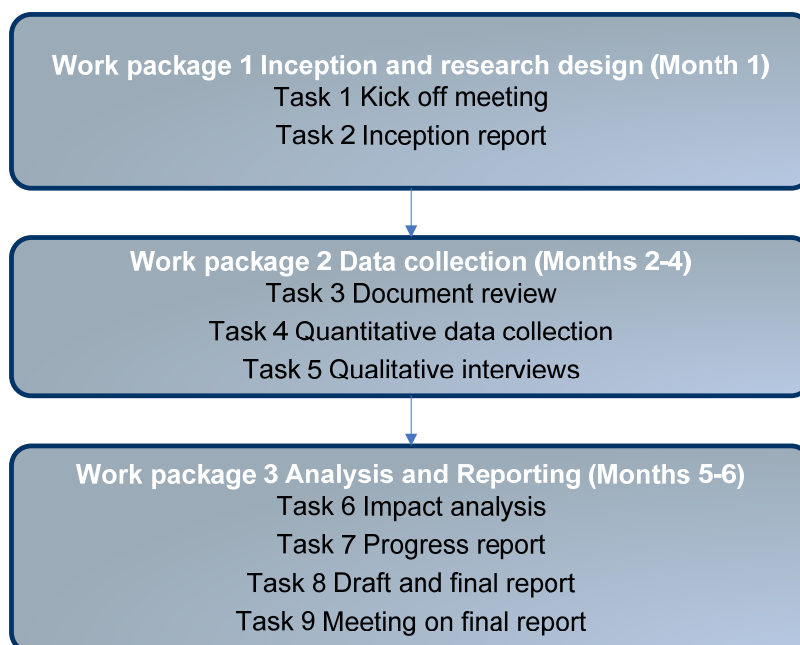 Work package 1 Inception and research design (Month 1)
Task 1 Kick off meeting
Task 2 Inception report
Work package 2 Data collection (Months 2-4)
Task 3 Document review
Task 4 Quantitative data collection
Task 5 Qualitative interviews
Work package 3 Analysis and Reporting (Months 5-6)
Task 6 Impact analysis
Task 7 Progress report
Task 8 Draft and final report
Task 9 Meeting on final report